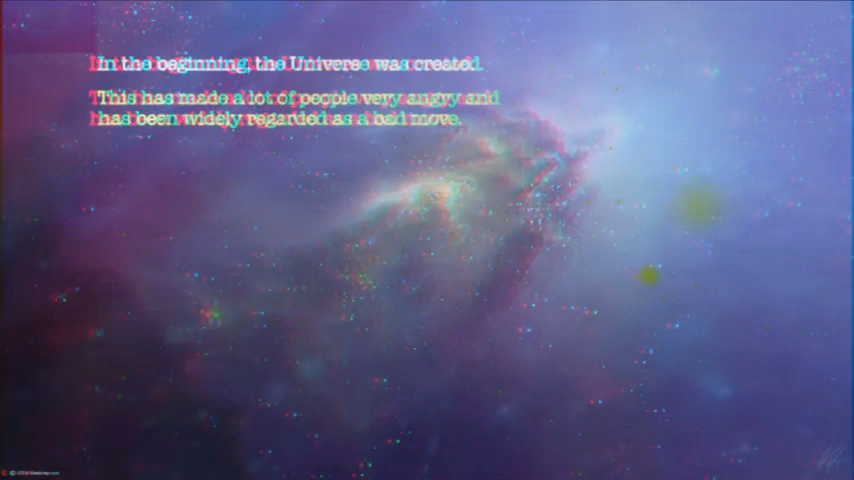 In the beginning, the Universe was created.
This has made a lot of people very angry and
has been widely regarded as a bad move.